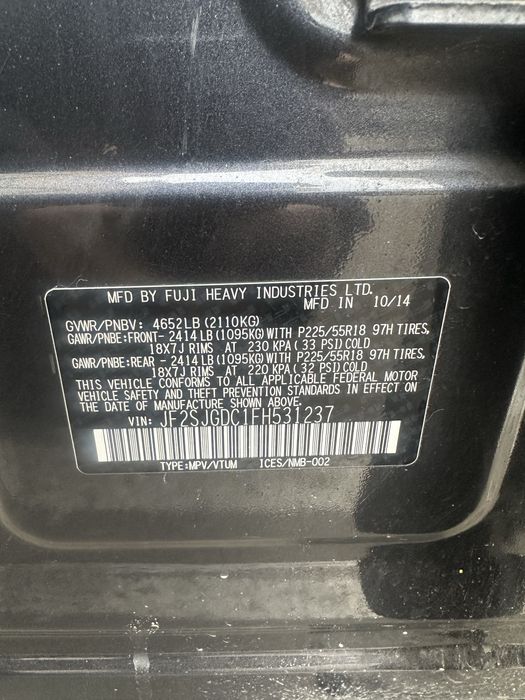 MFD BY FUJI HEAVY INDUSTRIES LTD.
MFD IN 10/14
GVWR/PNBV: 4652LB (2110KG)
GAWR/PNBE:FRONT- 2414LB (1095KG)WITH P225/55R18 97H TIRES,
18X7J RIMS AT 230 KPA ( 33 PSI) COLD
GAWR/PNBE:REAR - 2414LB (1095KG)WITH P225/55R18 97H TIRES,
18X7J RIMS AT 220 KPA ( 32 PSI) COLD
THIS VEHICLE CONFORMS TO ALL APPLICABLE FEDERAL MOTOR
VEHICLE SAFETY AND THEFT PREVENTION STANDARDS IN EFFECT
ON THE DATE OF MANUFACTURE SHOWN ABOVE.
VIN: JF2SJGDC1FH531237
TYPE:MPV/VTUM ICES/NMB-002